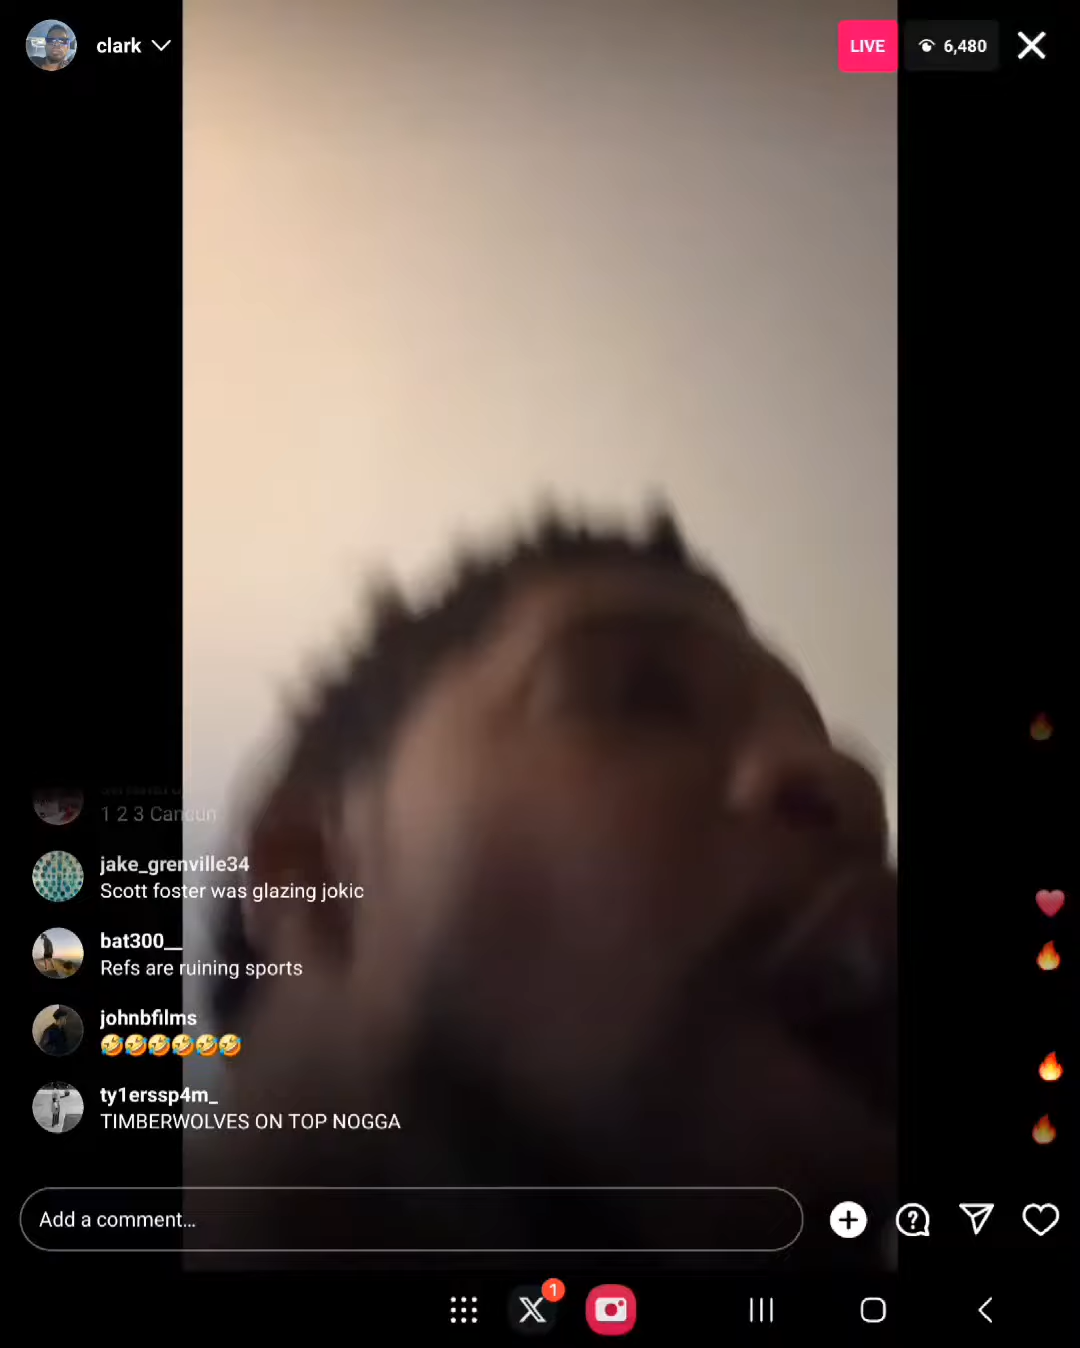 clark
LIVE
6,480
1 2 3 Cancun
jake_grenville34
Scott foster was glazing jokic
bat300__
Refs are ruining sports
johnbfilms
🤣🤣🤣🤣🤣🤣
ty1erssp4m_
TIMBERWOLVES ON TOP NOGGA
Add a comment...
1